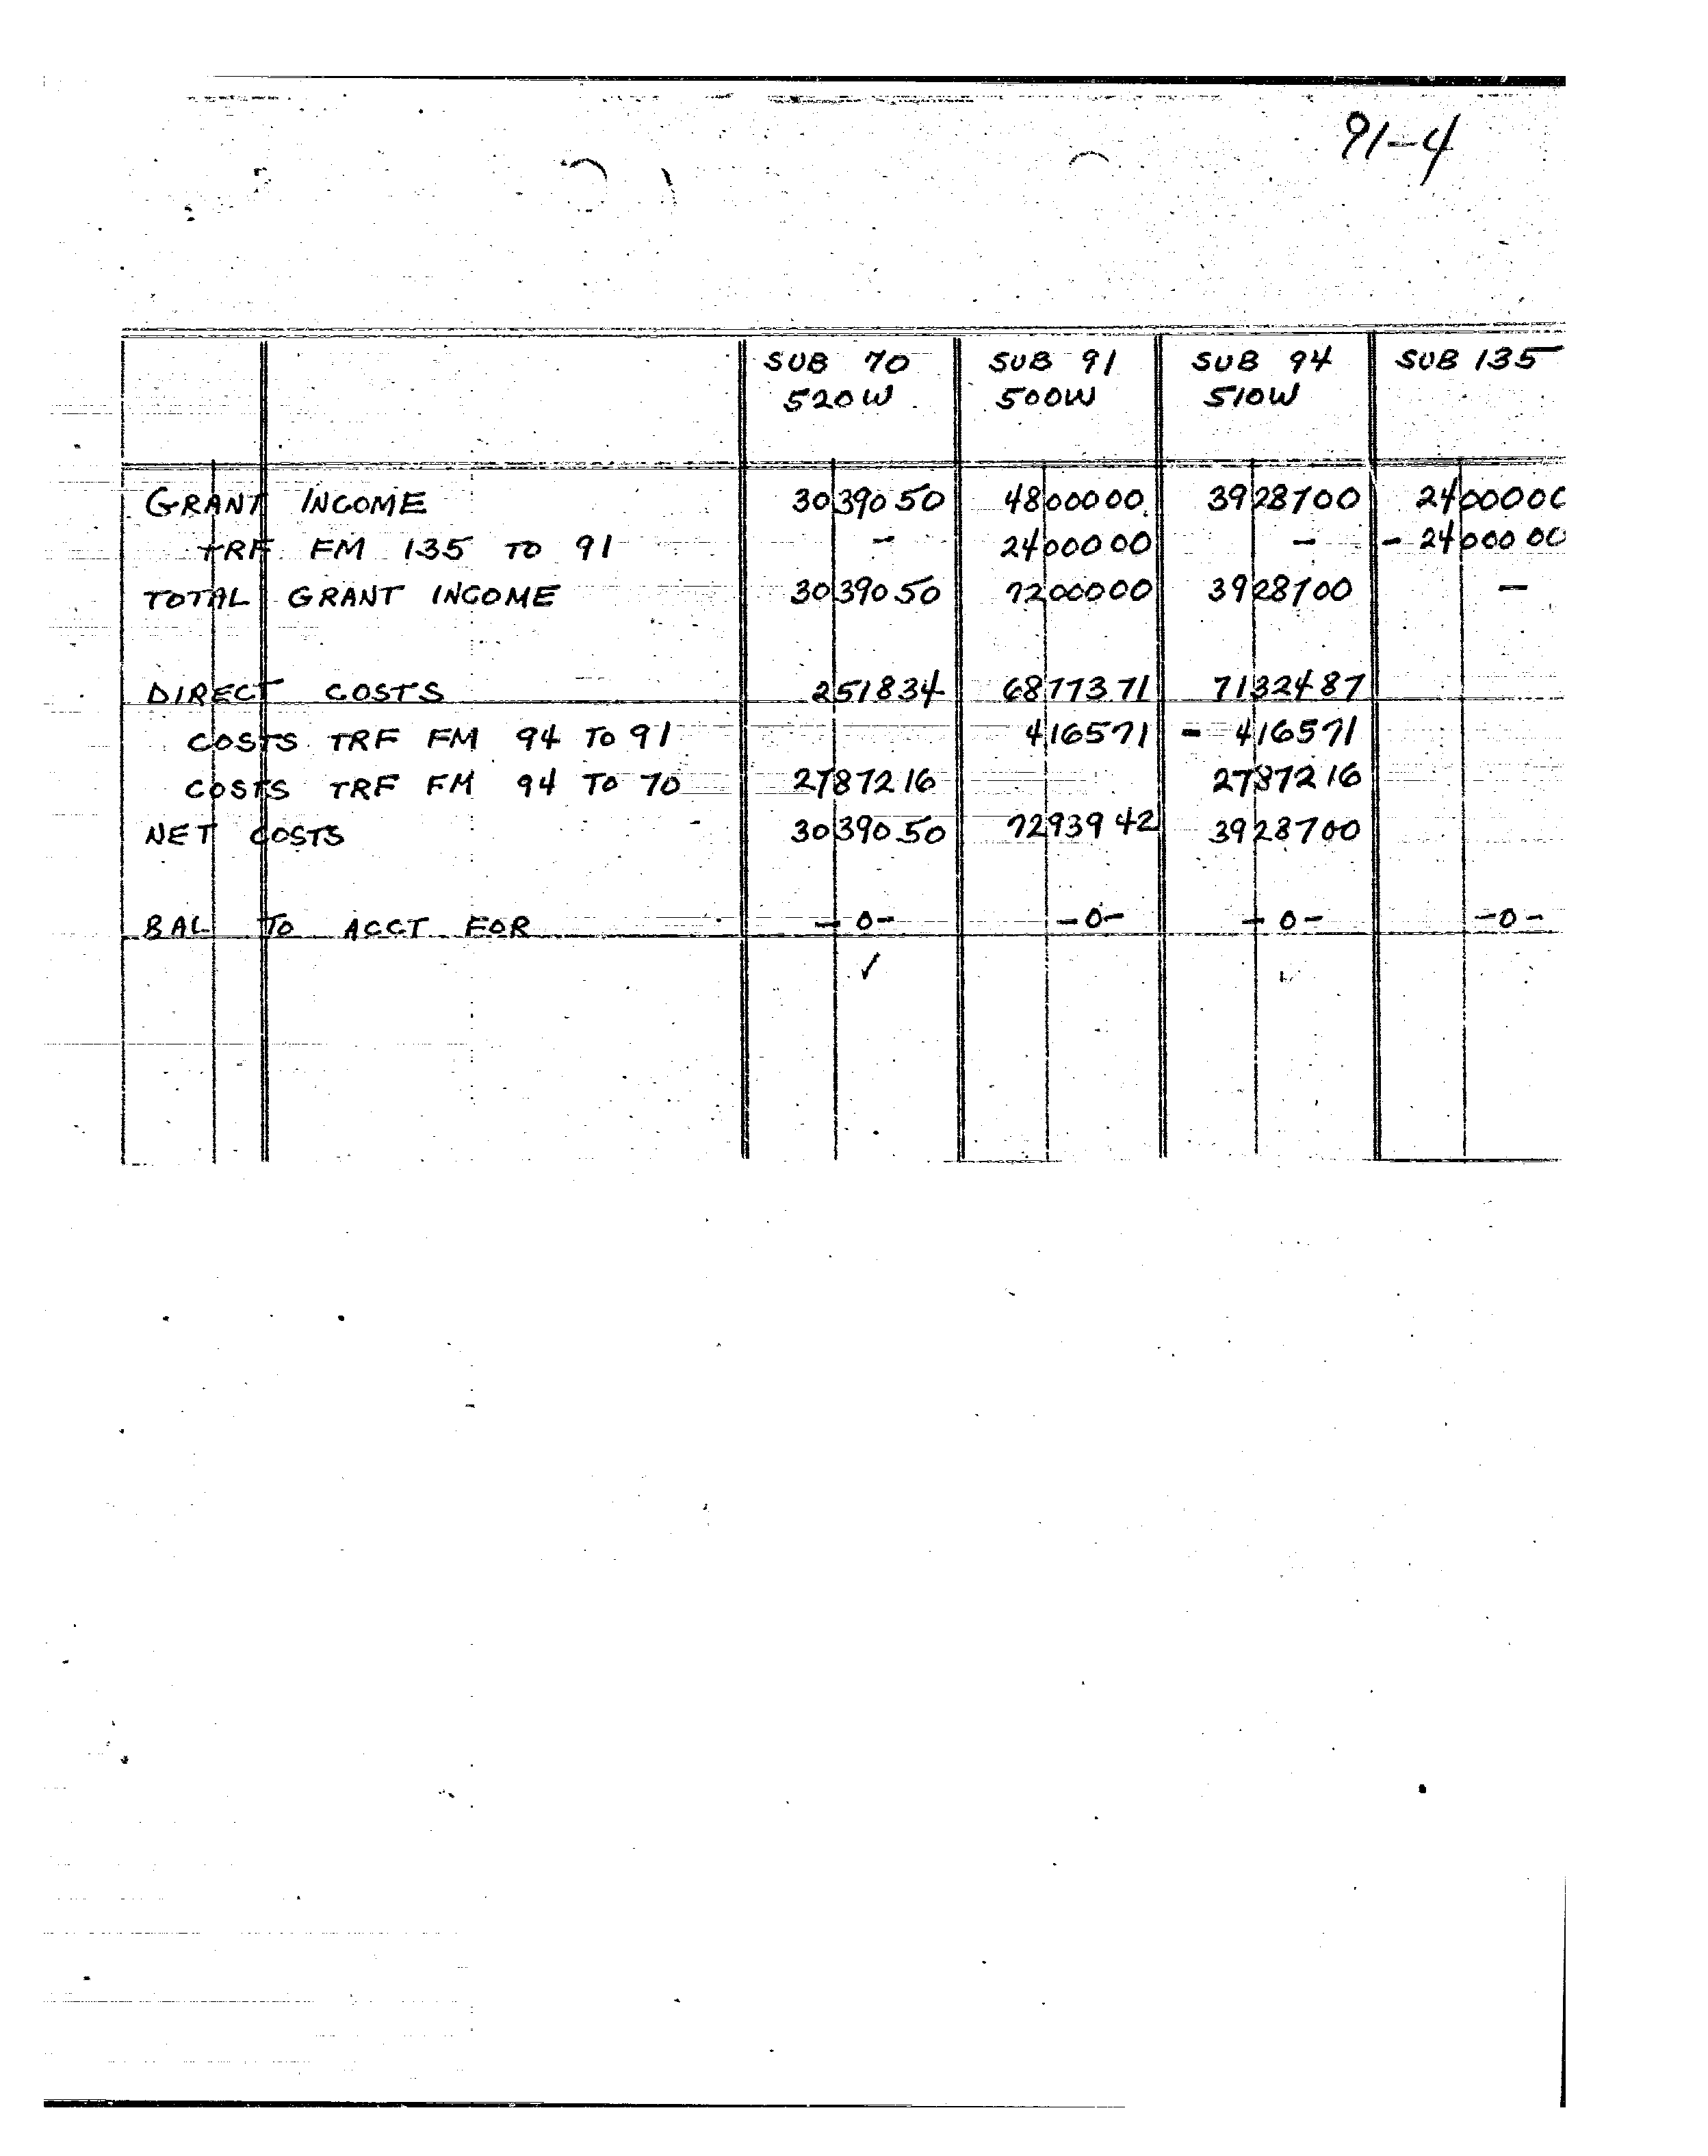 91-4
SUB 70 SUB 91 SUB 94 SUB 135
520W 500W 510W
GRANT INCOME 3039050 4800000 3928700 2400000
TRF FM 135 TO 91 - 2400000 - - 2400000
TOTAL GRANT INCOME 3039050 7200000 3928700 -
DIRECT COSTS 251834 6877371 7132487
COSTS TRF FM 94 TO 91 416571 - 416571
COSTS TRF FM 94 TO 70 2787216 2787216
NET COSTS 3039050 7293942 3928700
BAL TO ACCT FOR -0- -0- -0- -0-